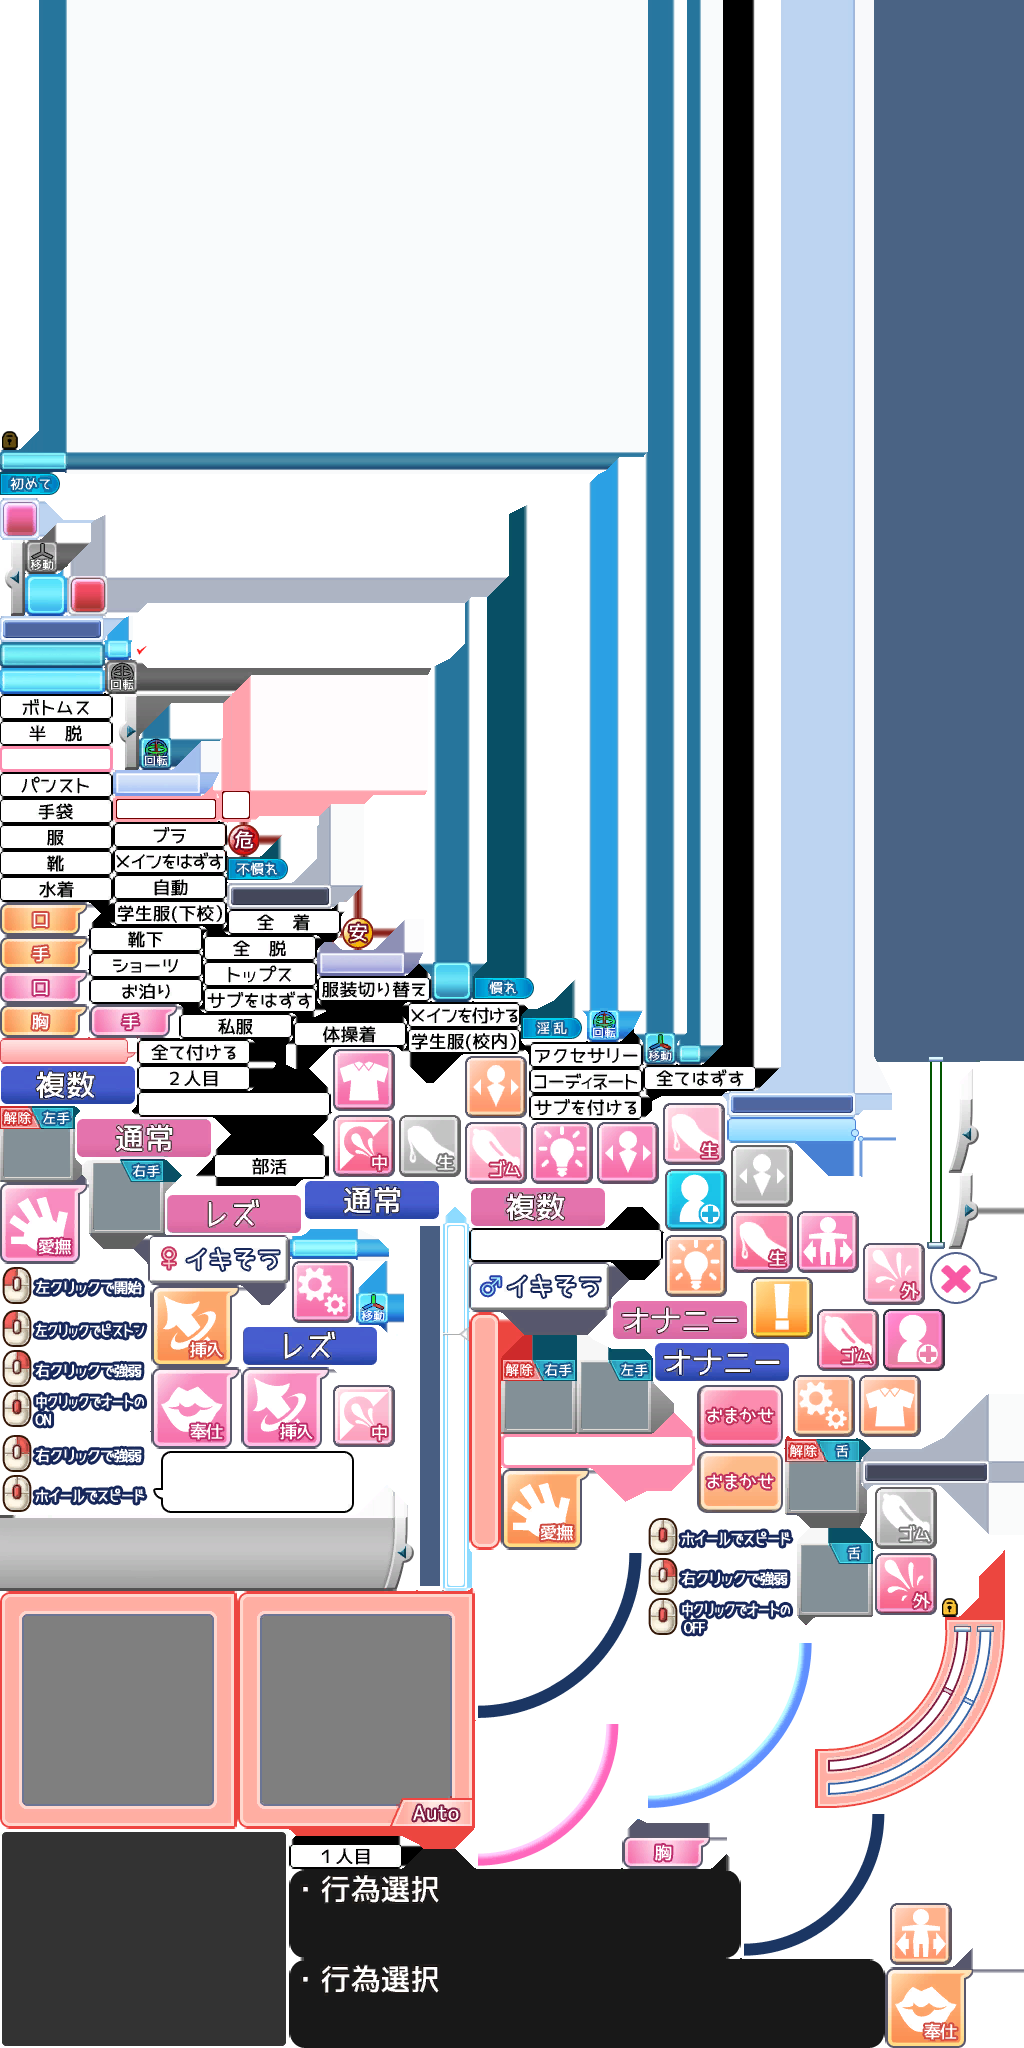 初めて
移動
回転
ボトムス
半 脱
回転
パンスト
手袋
服
ブラ
危
靴
×インをはずす
不慣れ
水着
自動
口
学生服(下校)
全 着
安
手
靴下
全 脱
ショーツ
トップス
口
お泊り
サブをはずす
服装切り替え
慣れ
胸
手
私服
体操着
×インを付ける
淫乱
回転
学生服(校内)
全て付ける
アクセサリー
移動
複数
2人目
コーディネート
全てはずす
サブを付ける
解除
左手
通常
中
生
ゴム
生
右手
部活
愛撫
レズ
通常
複数
♀イキそう
生
外
左クリックで開始
♂イキそう
移動
左クリックでピストン
挿入
レズ
オナニー
ゴム
右クリックで強弱
解除
右手
左手
オナニー
中クリックでオートの
ON
奉仕
挿入
中
おまかせ
右クリックで強弱
解除
舌
ホイールでスピード
おまかせ
愛撫
ゴム
ホイールでスピード
舌
右クリックで強弱
外
中クリックでオートの
OFF
Auto
1人目
胸
・行為選択
・行為選択
奉仕